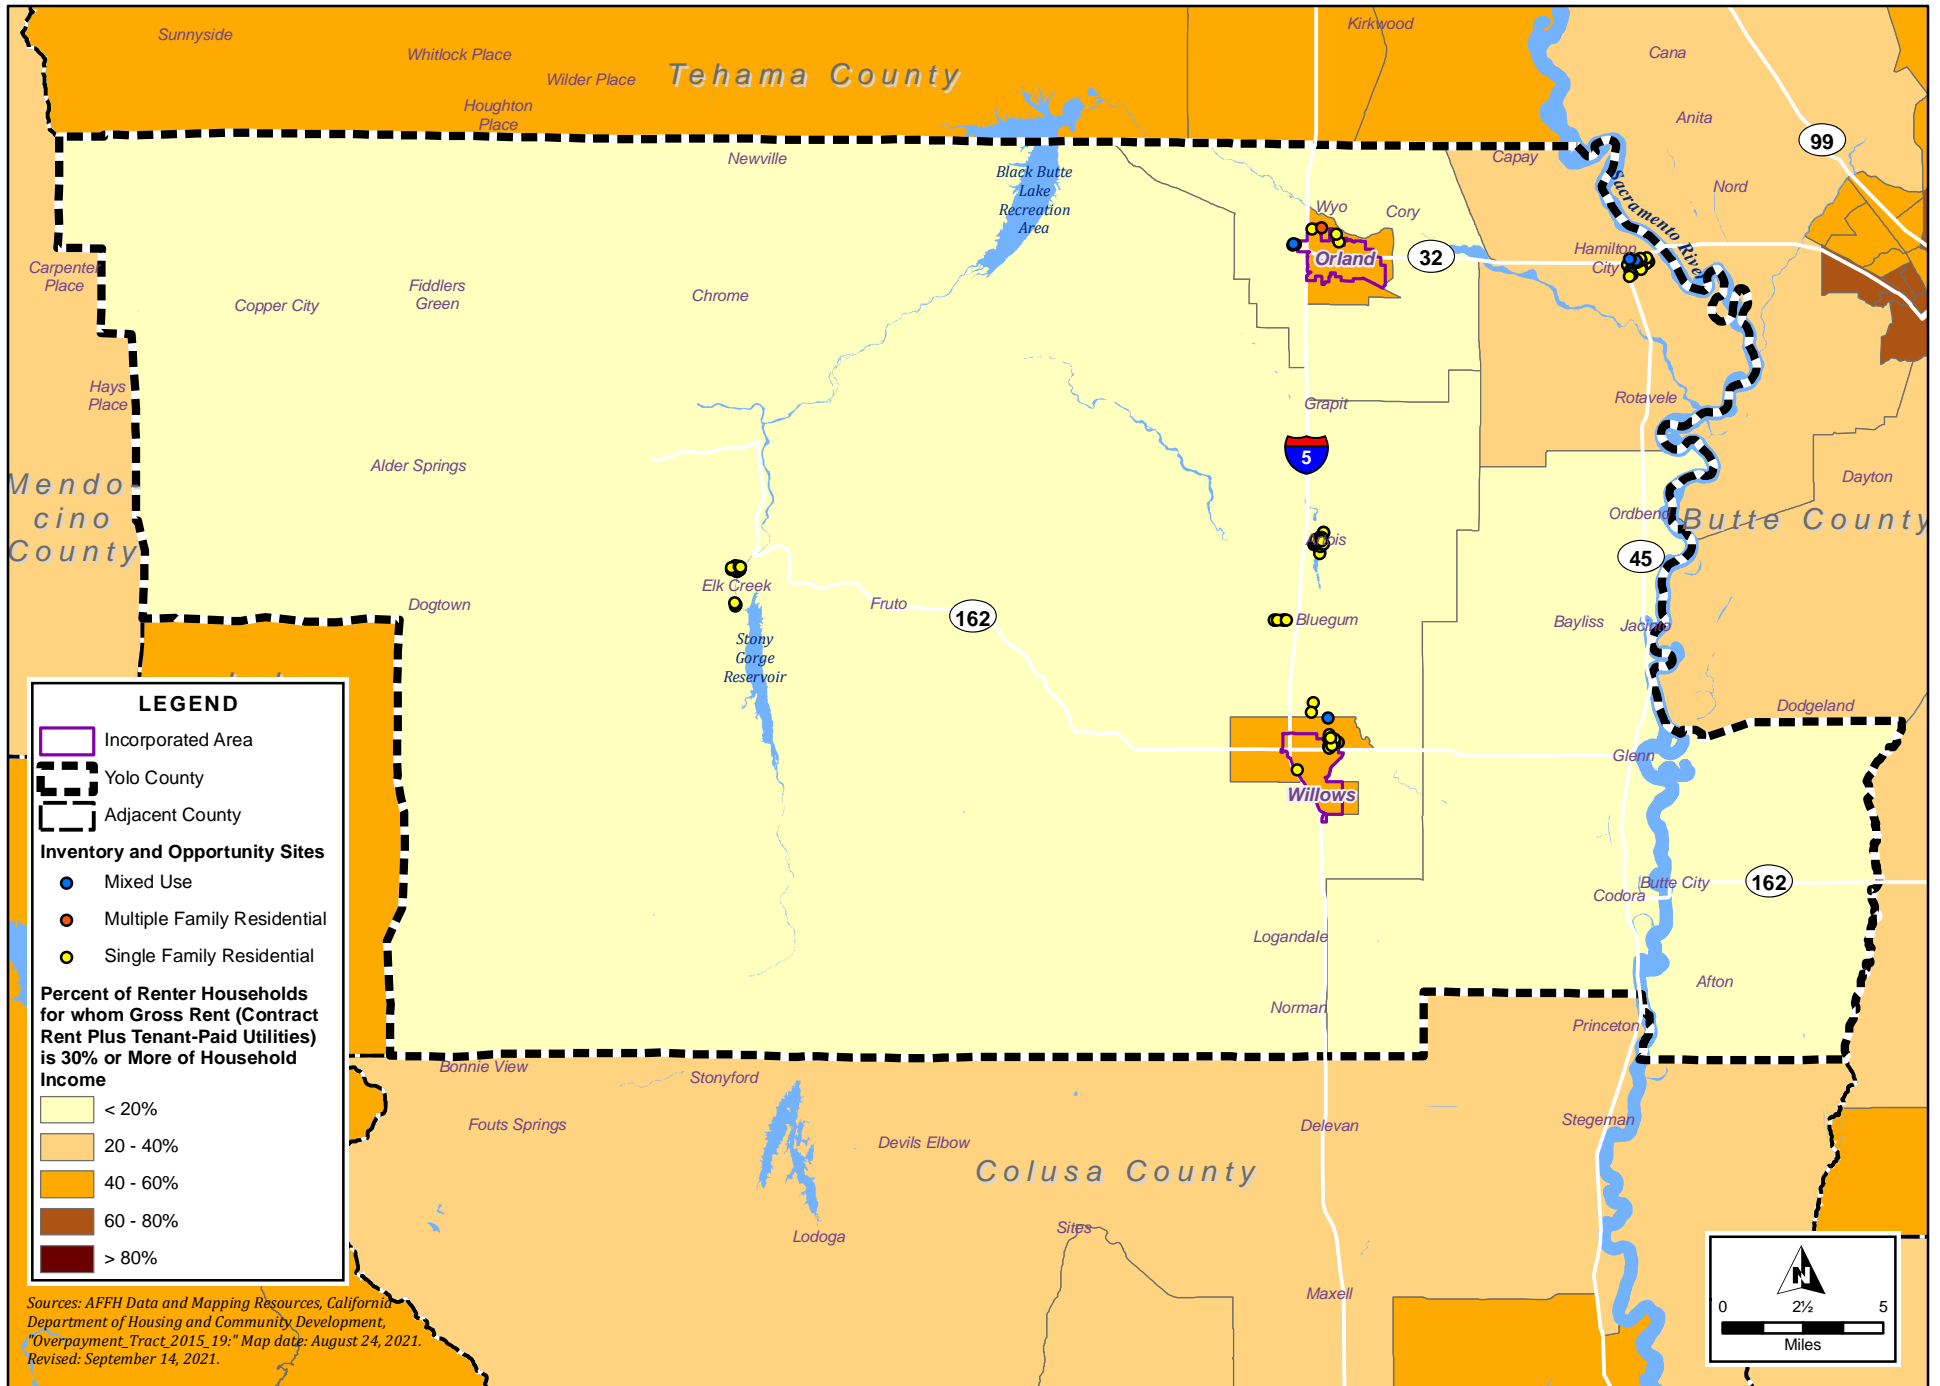 Sunnyside
Whitlock Place
Wilder Place
Houghton
Place
Tehama County
Kirkwood
Cana
Anita
99
Nord
Capay
Newville
Black Butte
Lake
Recreation
Area
Wyo
Cory
Orland
32
Hamilton
City
Sacramento River
Carpenter
Place
Copper City
Fiddlers
Green
Chrome
Hays
Place
Grapit
Rotavele
5
Alder Springs
Dayton
Mendo-
cino
County
Ordbend
Butte County
45
Elk Creek
Dogtown
Fruto
162
Bluegum
Bayliss
Jacinto
Stony
Gorge
Reservoir
Dodgeland
Glenn
Willows
Butte City
Codora
162
Logandale
Afton
Norman
Princeton
Bonnie View
Stonyford
Fouts Springs
Devils Elbow
Delevan
Stegeman
Colusa County
Sites
Lodoga
Maxell
LEGEND
Incorporated Area
Yolo County
Adjacent County
Inventory and Opportunity Sites
Mixed Use
Multiple Family Residential
Single Family Residential
Percent of Renter Households
for whom Gross Rent (Contract
Rent Plus Tenant-Paid Utilities)
is 30% or More of Household
Income
< 20%
20 - 40%
40 - 60%
60 - 80%
> 80%
Sources: AFFH Data and Mapping Resources, California
Department of Housing and Community Development,
"Overpayment_Tract_2015_19:" Map date: August 24, 2021.
Revised: September 14, 2021.
N
0 2½ 5
Miles